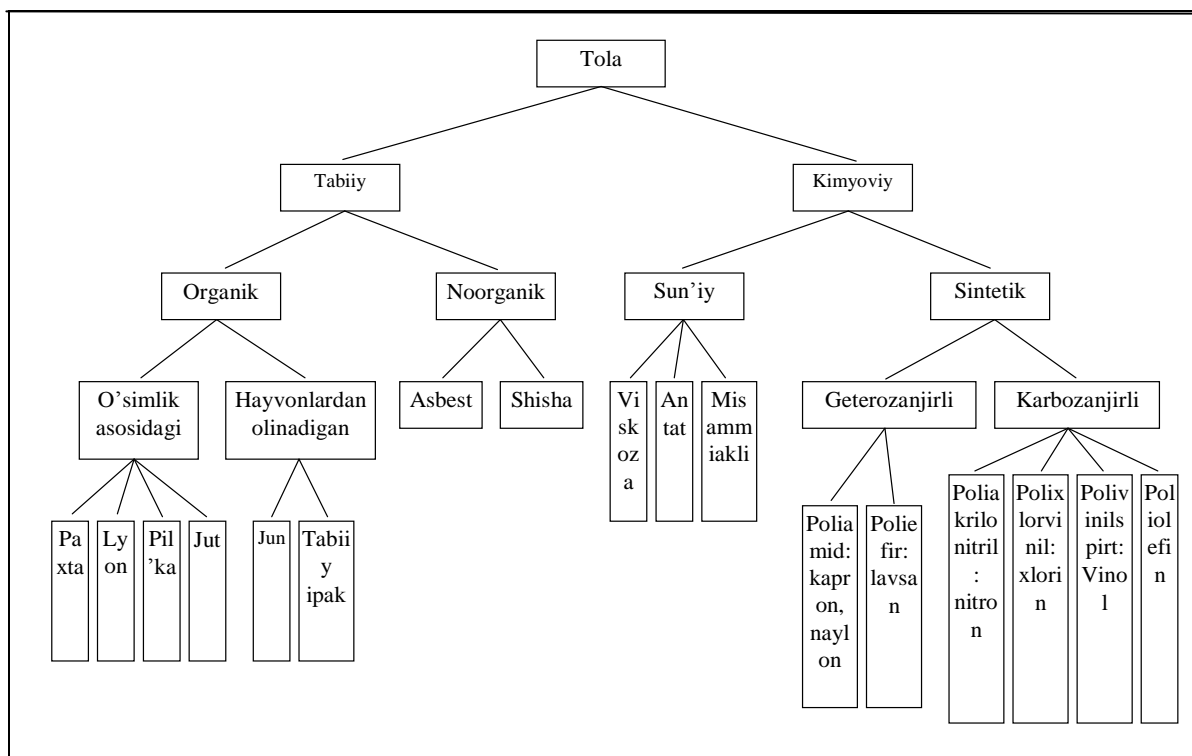 Tola
Tabiiy
Kimyoviy
Organik
Noorganik
Sun’iy
Sintetik
O’simlik
asosidagi
Hayvonlardan
olinadigan
Asbest
Shisha
Vi
sk
oz
a
An
tat
Mis
amm
iakli
Geterozanjirli
Karbozanjirli
Pa
xta
Ly
on
Pil
’ka
Jut
Jun
Tabii
y
ipak
Polia
mid:
kapr
on,
nayl
on
Polie
fir:
lavsa
n
Polia
krilo
nitril
:
nitro
n
Polix
lorvi
nil:
xlori
n
Poliv
inils
pirt:
Vino
l
Pol
iol
efi
n